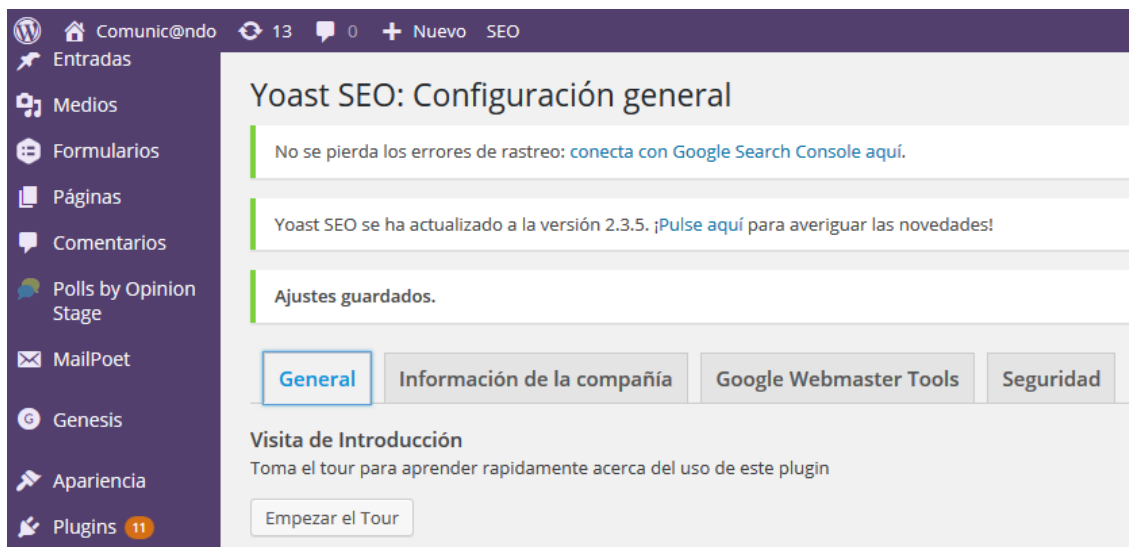 Comunic@ndo 13 0 Nuevo SEO
Entradas
Medios
Formularios
Páginas
Comentarios
Polls by Opinion
Stage
MailPoet
Genesis
Apariencia
Plugins 11
Yoast SEO: Configuración general
No se pierda los errores de rastreo: conecta con Google Search Console aquí.
Yoast SEO se ha actualizado a la versión 2.3.5. ¡Pulse aquí para averiguar las novedades!
Ajustes guardados.
General Información de la compañía Google Webmaster Tools Seguridad
Visita de Introducción
Toma el tour para aprender rapidamente acerca del uso de este plugin
Empezar el Tour